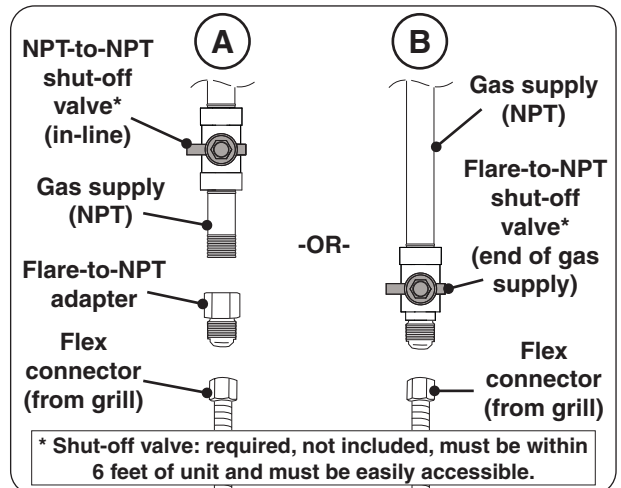 A
NPT-to-NPT
shut-off
valve*
(in-line)
Gas supply
(NPT)
Flare-to-NPT
adapter
Flex
connector
(from grill)
-OR-
B
Gas supply
(NPT)
Flare-to-NPT
shut-off
valve*
(end of gas
supply)
Flex
connector
(from grill)
* Shut-off valve: required, not included, must be within
6 feet of unit and must be easily accessible.